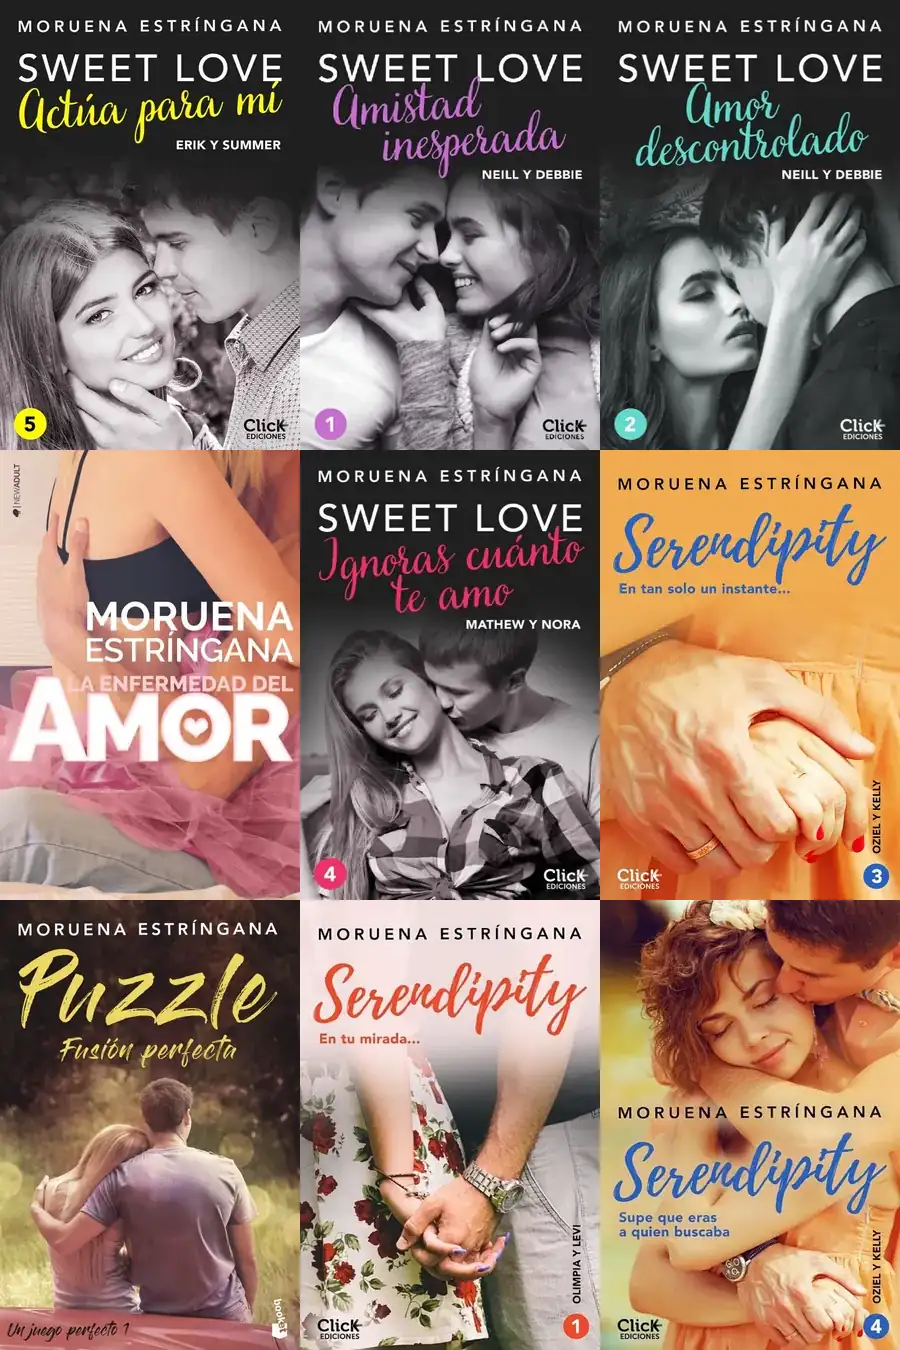 MORUENA ESTRÍNGANA
SWEET LOVE
Actúa para mí
ERIK Y SUMMER
5
Click
EDICIONES
MORUENA ESTRÍNGANA
SWEET LOVE
Amistad
inesperada
NEILL Y DEBBIE
1
Click
EDICIONES
MORUENA ESTRÍNGANA
SWEET LOVE
Amor
descontrolado
NEILL Y DEBBIE
2
Click
EDICIONES
NEW ADULT
MORUENA
ESTRÍNGANA
LA ENFERMEDAD DEL
AMOR
MORUENA ESTRÍNGANA
SWEET LOVE
Ignoras cuánto
te amo
MATHEW Y NORA
4
Click
EDICIONES
MORUENA ESTRÍNGANA
Serendipity
En tan solo un instante...
OZIEL Y KELLY
Click
EDICIONES
3
MORUENA ESTRÍNGANA
Puzzle
Fusión perfecta
Un juego perfecto 1
booket
MORUENA ESTRÍNGANA
Serendipity
En tu mirada...
OLIMPIA Y LEVI
Click
EDICIONES
1
MORUENA ESTRÍNGANA
Serendipity
Supe que eras
a quien buscaba
OZIEL Y KELLY
Click
EDICIONES
4